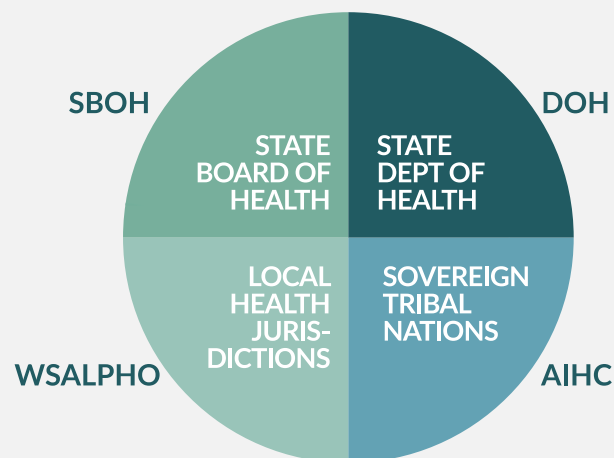 SBOH
DOH
STATE
BOARD OF
HEALTH
STATE
DEPT OF
HEALTH
LOCAL
HEALTH
JURIS-
DICTIONS
SOVEREIGN
TRIBAL
NATIONS
WSALPHO
AIHC